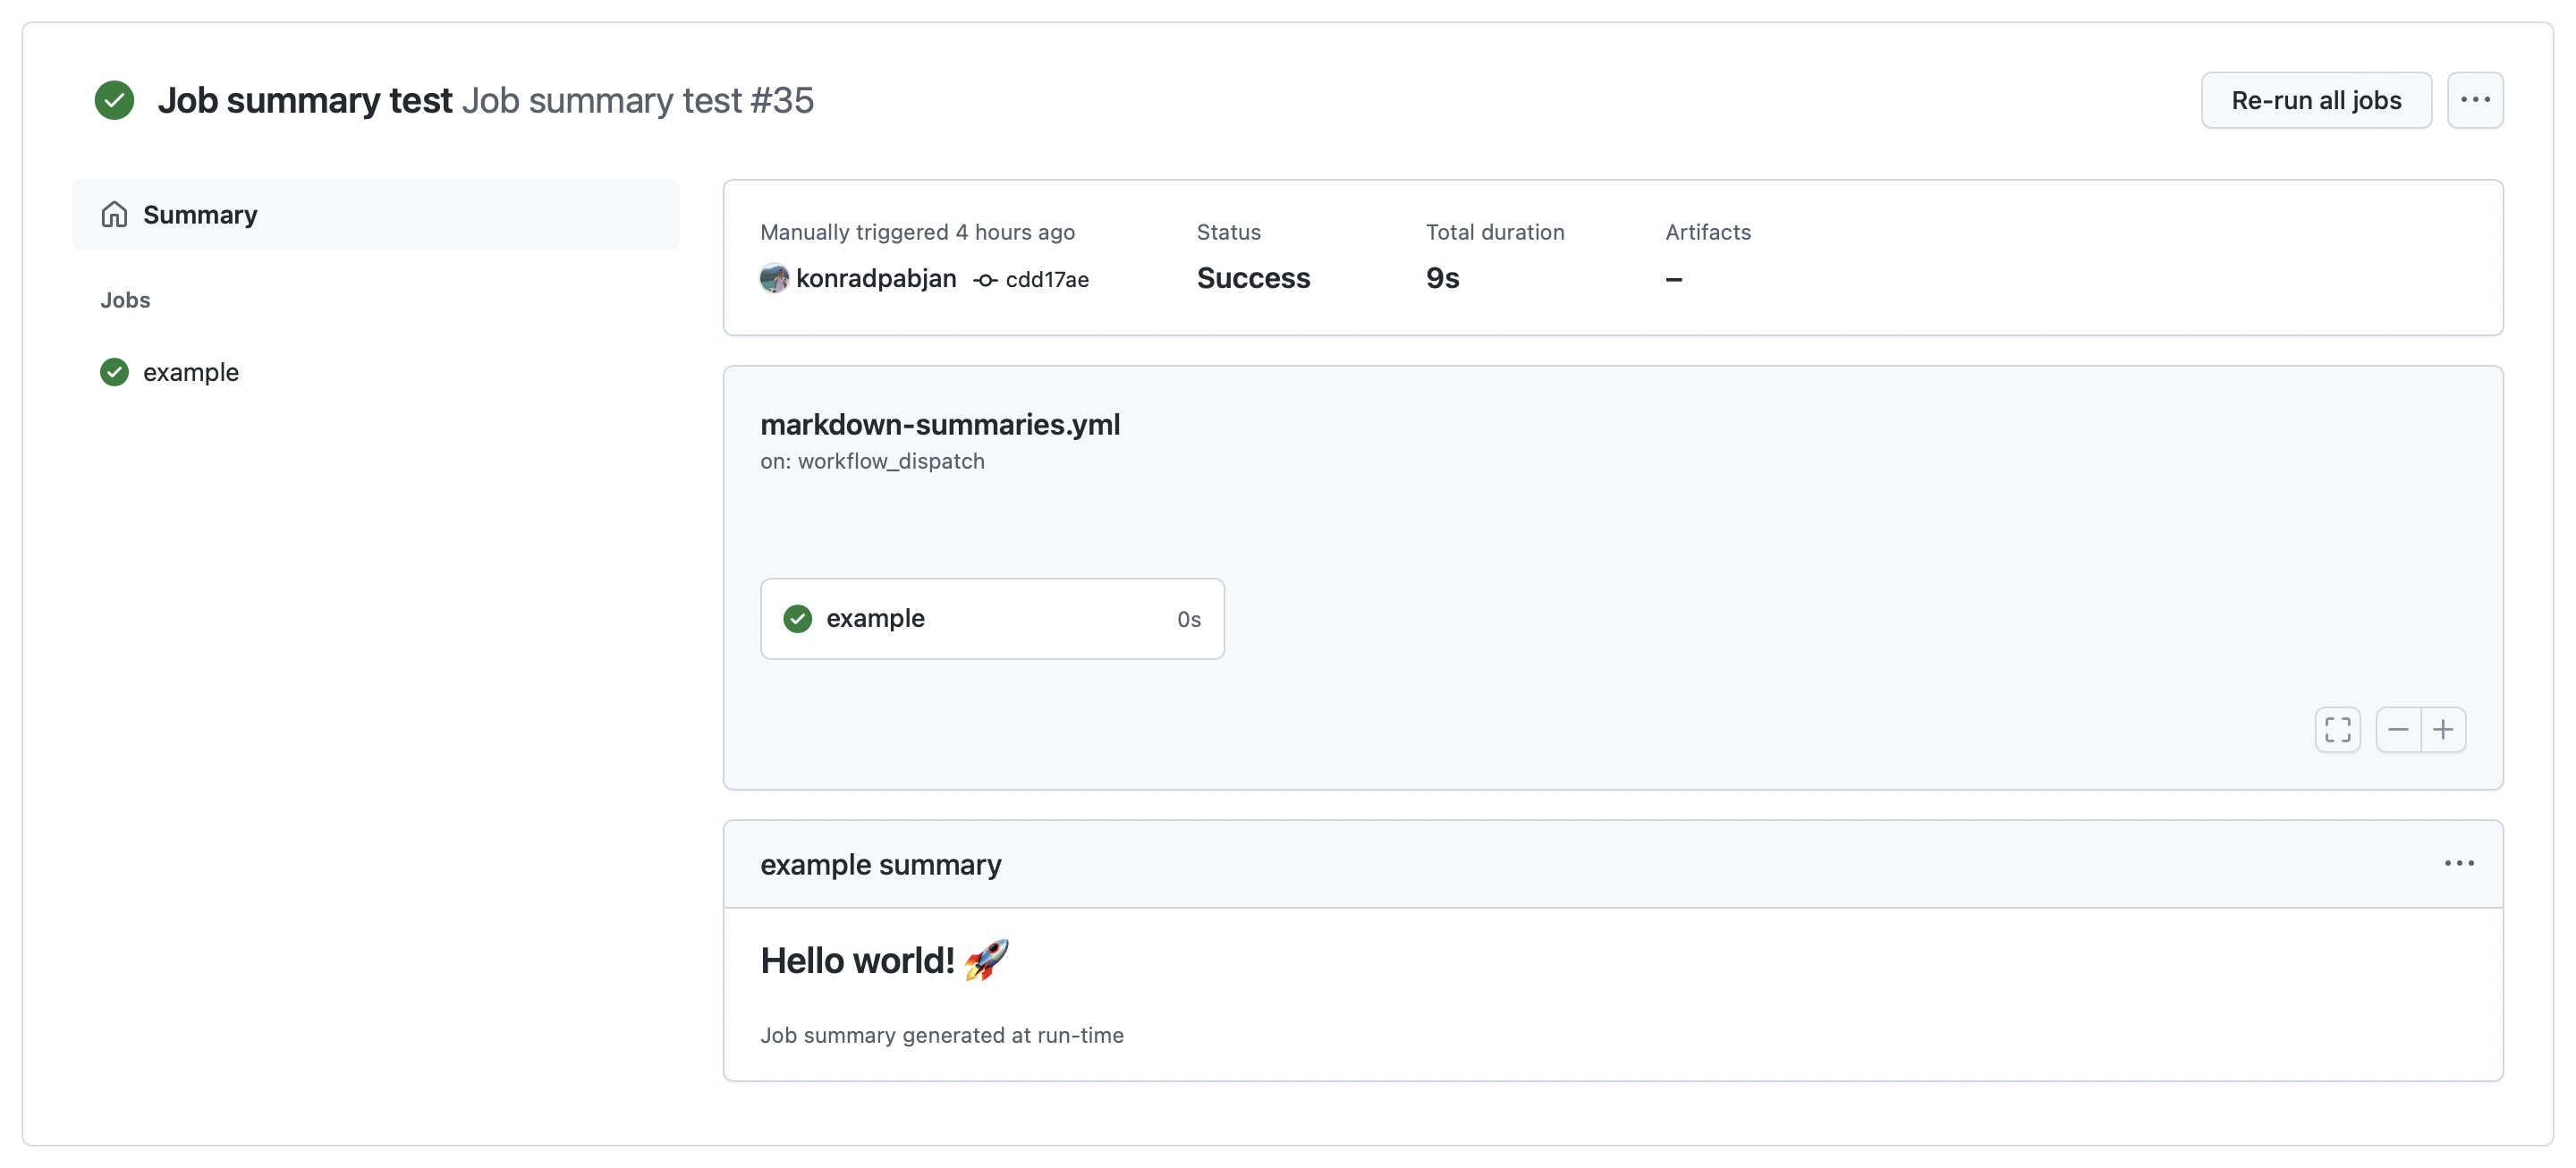 Job summary test Job summary test #35
Re-run all jobs
Summary
Jobs
example
Manually triggered 4 hours ago
konradpabjan cdd17ae
Status
Success
Total duration
9s
Artifacts
–
markdown-summaries.yml
on: workflow_dispatch
example 0s
example summary
Hello world! 🚀
Job summary generated at run-time